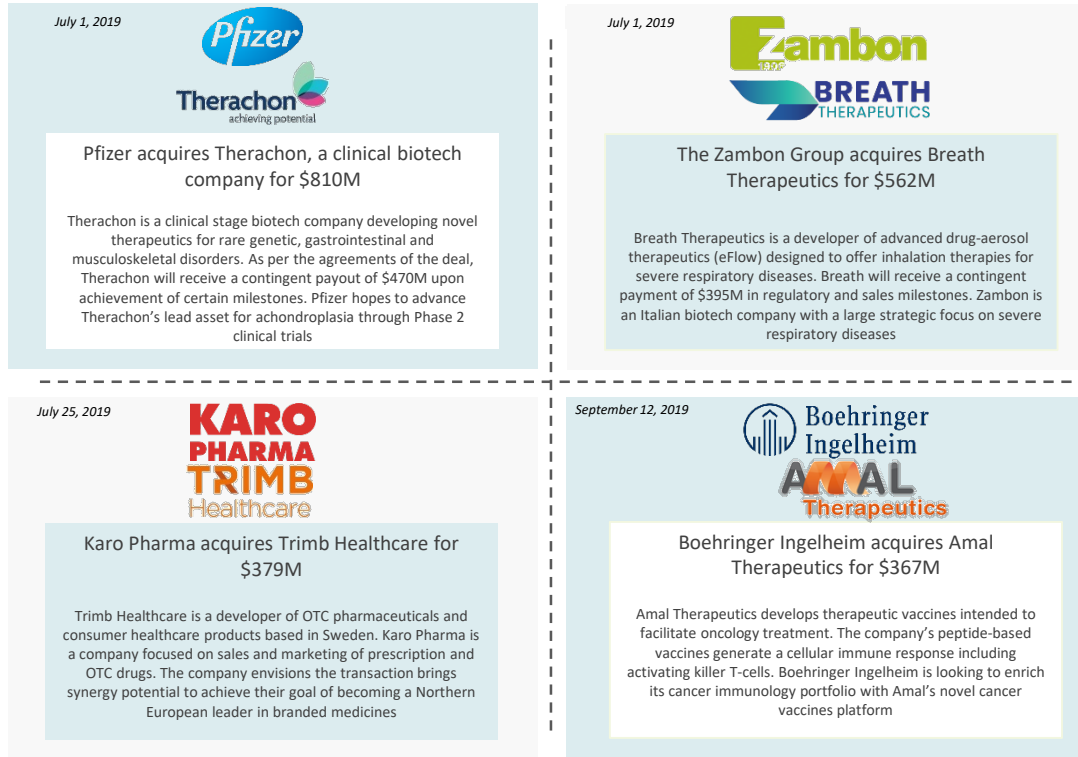 July 1, 2019
Pfizer
Therachon
achieving potential
Pfizer acquires Therachon, a clinical biotech
company for $810M
Therachon is a clinical stage biotech company developing novel
therapeutics for rare genetic, gastrointestinal and
musculoskeletal disorders. As per the agreements of the deal,
Therachon will receive a contingent payout of $470M upon
achievement of certain milestones. Pfizer hopes to advance
Therachon’s lead asset for achondroplasia through Phase 2
clinical trials
July 1, 2019
Zambon
BREATH
THERAPEUTICS
The Zambon Group acquires Breath
Therapeutics for $562M
Breath Therapeutics is a developer of advanced drug-aerosol
therapeutics (eFlow) designed to offer inhalation therapies for
severe respiratory diseases. Breath will receive a contingent
payment of $395M in regulatory and sales milestones. Zambon is
an Italian biotech company with a large strategic focus on severe
respiratory diseases
July 25, 2019
KARO
PHARMA
TRIMB
Healthcare
Karo Pharma acquires Trimb Healthcare for
$379M
Trimb Healthcare is a developer of OTC pharmaceuticals and
consumer healthcare products based in Sweden. Karo Pharma is
a company focused on sales and marketing of prescription and
OTC drugs. The company envisions the transaction brings
synergy potential to achieve their goal of becoming a Northern
European leader in branded medicines
September 12, 2019
Boehringer
Ingelheim
AMAL
Therapeutics
Boehringer Ingelheim acquires Amal
Therapeutics for $367M
Amal Therapeutics develops therapeutic vaccines intended to
facilitate oncology treatment. The company’s peptide-based
vaccines generate a cellular immune response including
activating killer T-cells. Boehringer Ingelheim is looking to enrich
its cancer immunology portfolio with Amal’s novel cancer
vaccines platform